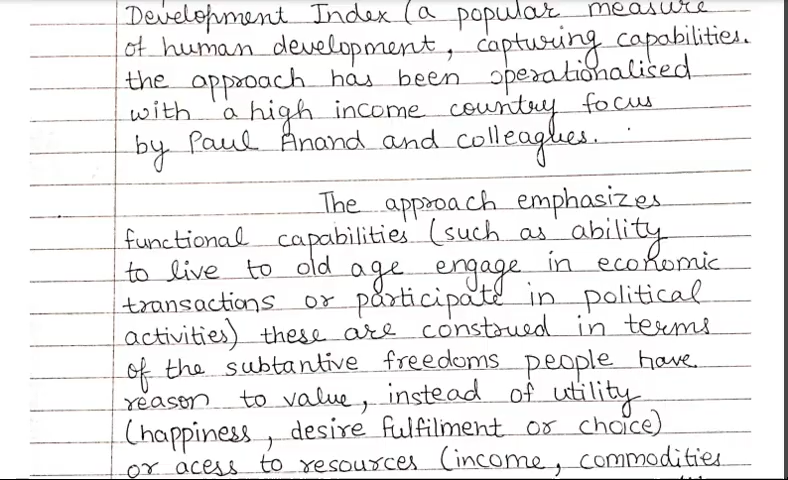 Development Index (a popular measure
of human development, capturing capabilities.
the approach has been operationalised
with a high income country focus
by Paul Anand and colleagues.
The approach emphasizes
functional capabilities (such as ability
to live to old age engage in economic
transactions or participate in political
activities) these are construed in terms
of the subtantive freedoms people have
reason to value, instead of utility
(happiness, desire fulfilment or choice)
or acess to resources (income, commodities